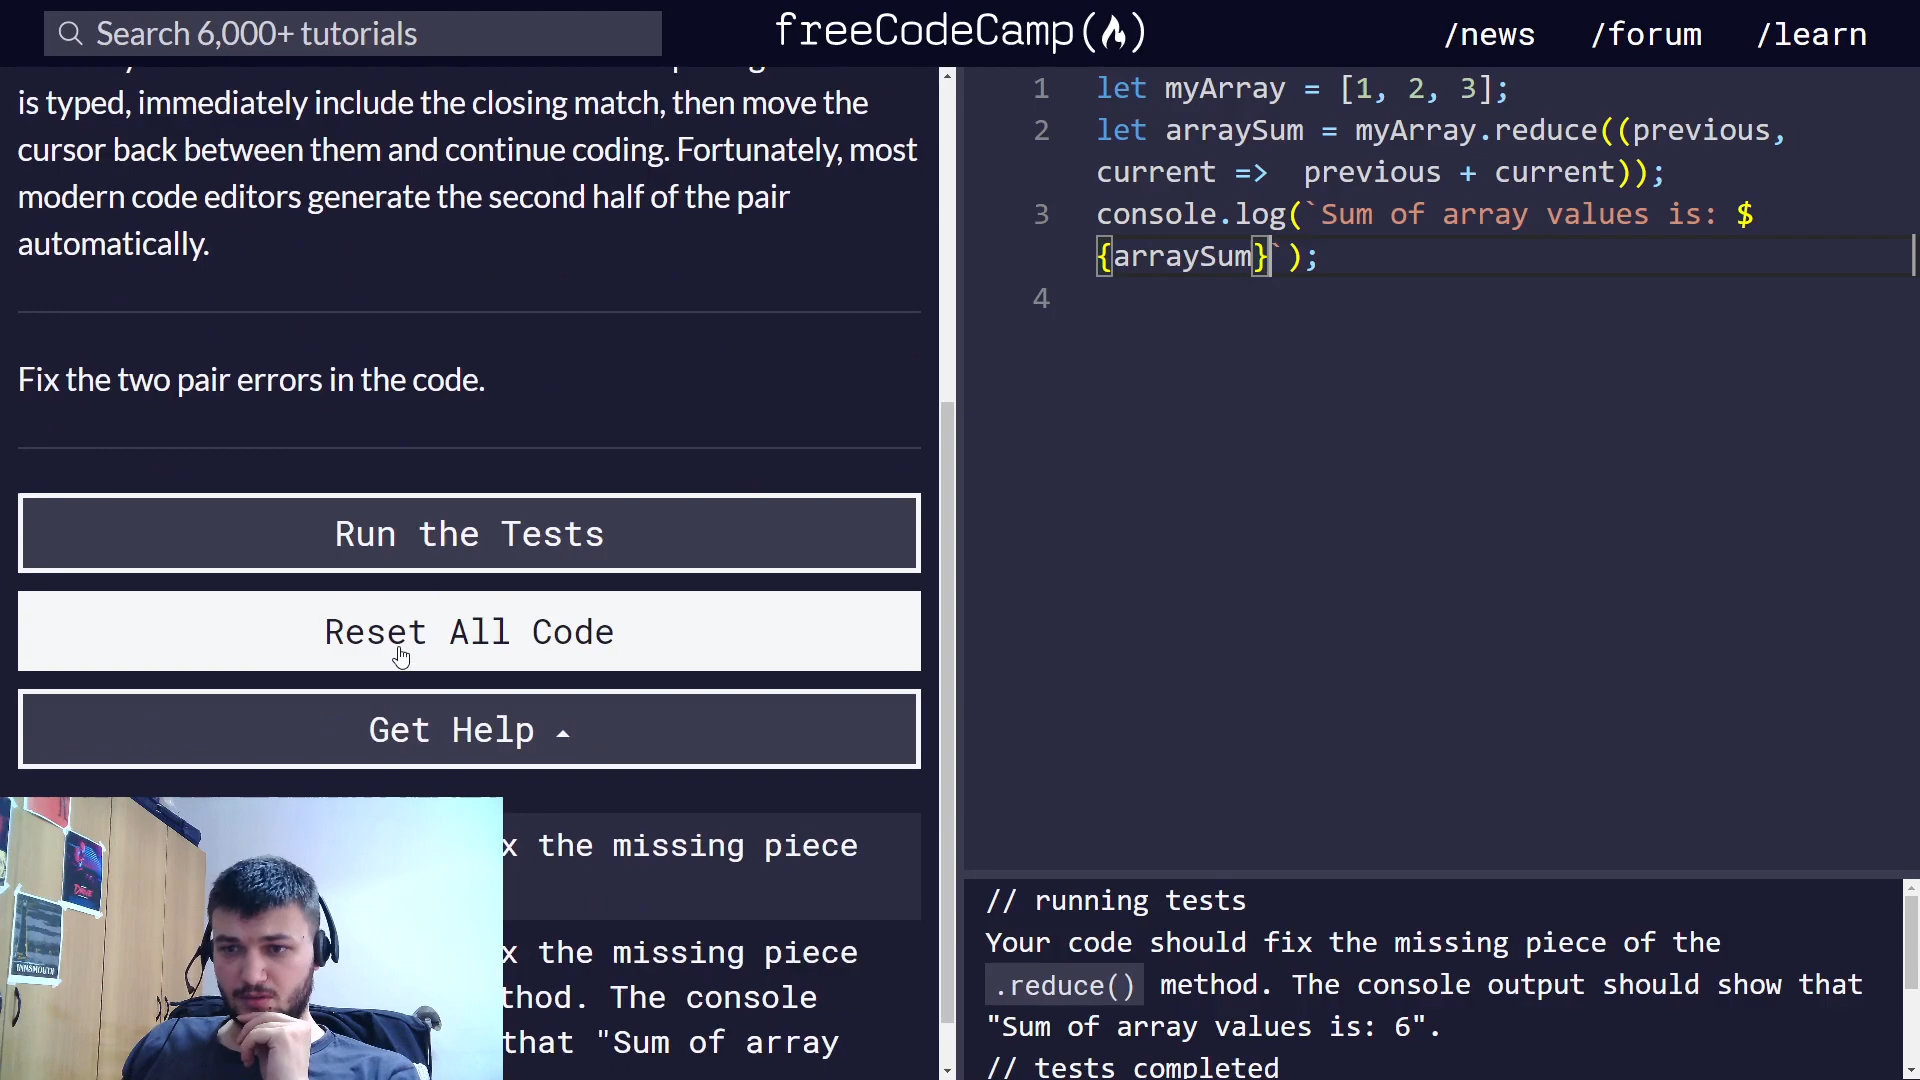 Search 6,000+ tutorials
freeCodeCamp
/news
/forum
/learn
is typed, immediately include the closing match, then move the
cursor back between them and continue coding. Fortunately, most
modern code editors generate the second half of the pair
automatically.
Fix the two pair errors in the code.
Run the Tests
Reset All Code
Get Help
the missing piece
the missing piece
The console
that "Sum of array
INNSMOUTH
1 let myArray = [1, 2, 3];
2 let arraySum = myArray.reduce((previous,
current =>  previous + current));
3 console.log(`Sum of array values is: $
{arraySum}`);
4
// running tests
Your code should fix the missing piece of the
.reduce() method. The console output should show that
"Sum of array values is: 6".
// tests completed